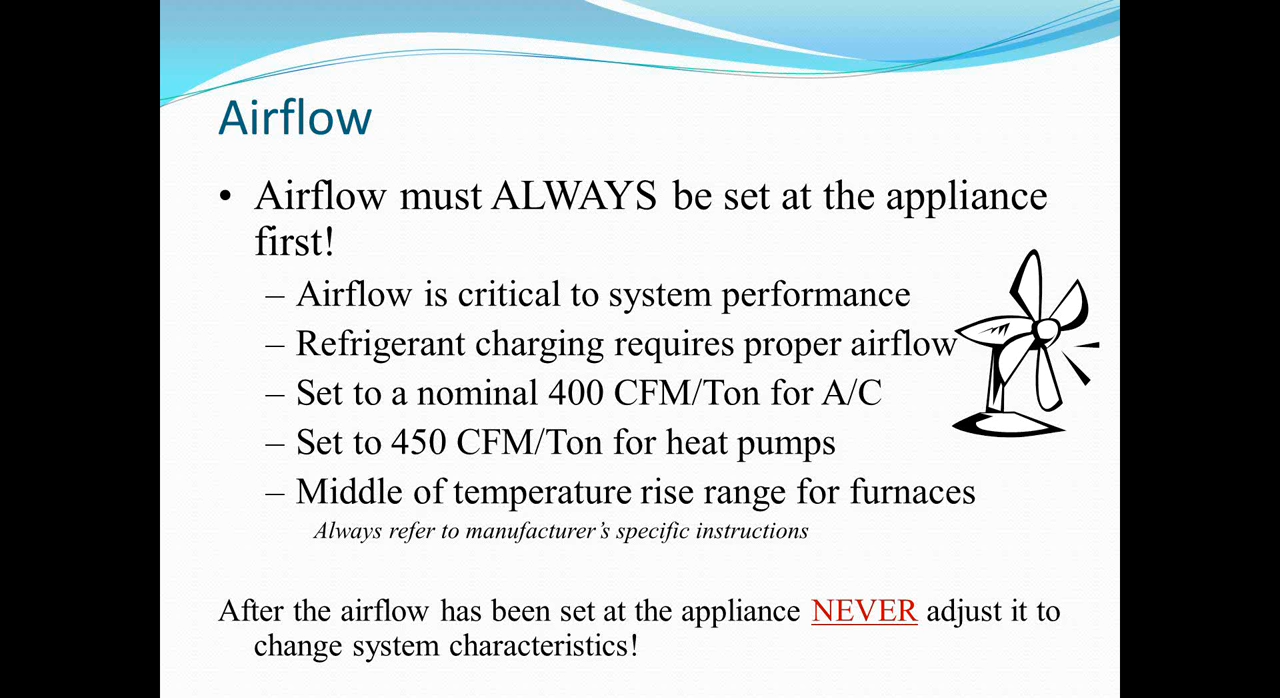 Airflow
• Airflow must ALWAYS be set at the appliance
first!
– Airflow is critical to system performance
– Refrigerant charging requires proper airflow
– Set to a nominal 400 CFM/Ton for A/C
– Set to 450 CFM/Ton for heat pumps
– Middle of temperature rise range for furnaces
Always refer to manufacturer’s specific instructions
After the airflow has been set at the appliance NEVER adjust it to
change system characteristics!